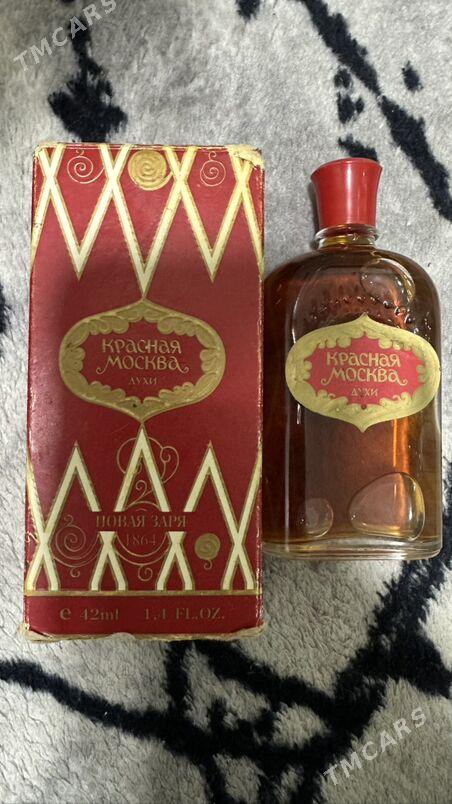 TMCARS
КРАСНАЯ
МОСКВА
ДУХИ
НОВАЯ ЗАРЯ
1864
e 42ml 1,4 FL.OZ.
КРАСНАЯ
МОСКВА
ДУХИ
TMCARS